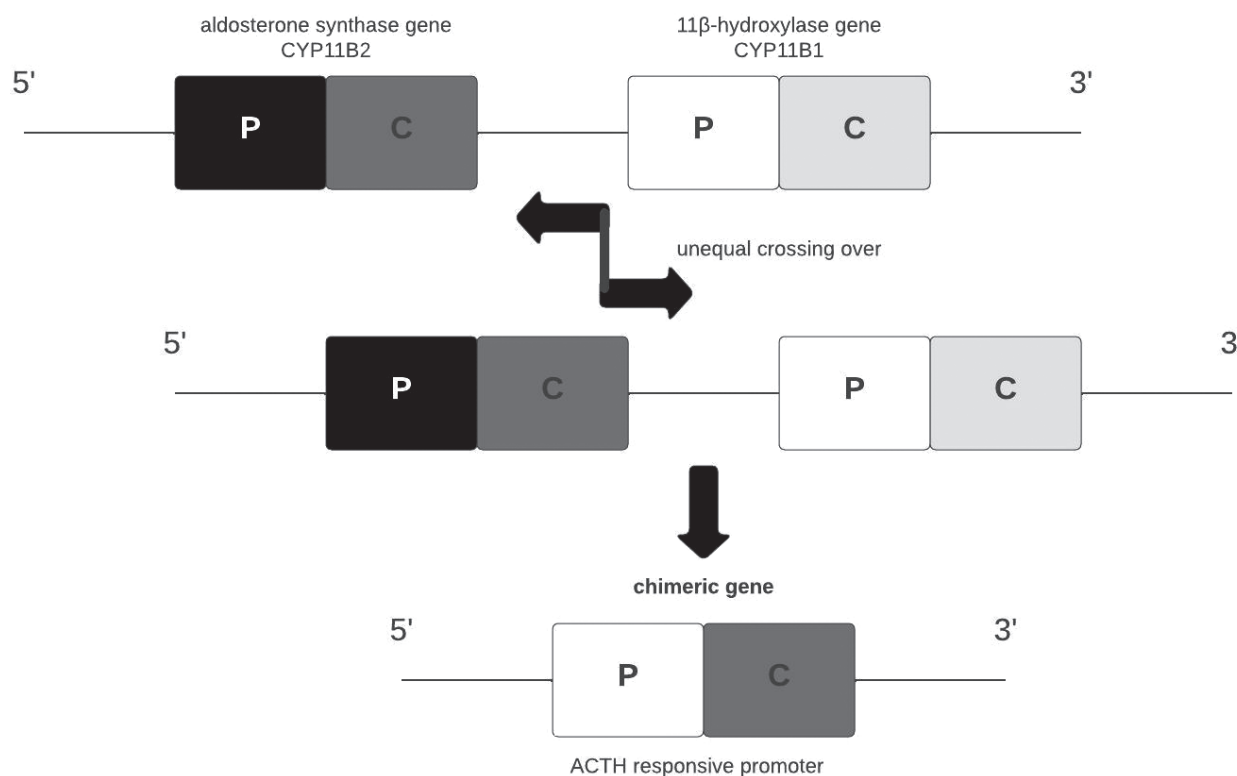 aldosterone synthase gene
CYP11B2
11β-hydroxylase gene
CYP11B1
5'
3'
P
C
P
C
unequal crossing over
5'
3
P
C
P
C
chimeric gene
5'
3'
P
C
ACTH responsive promoter